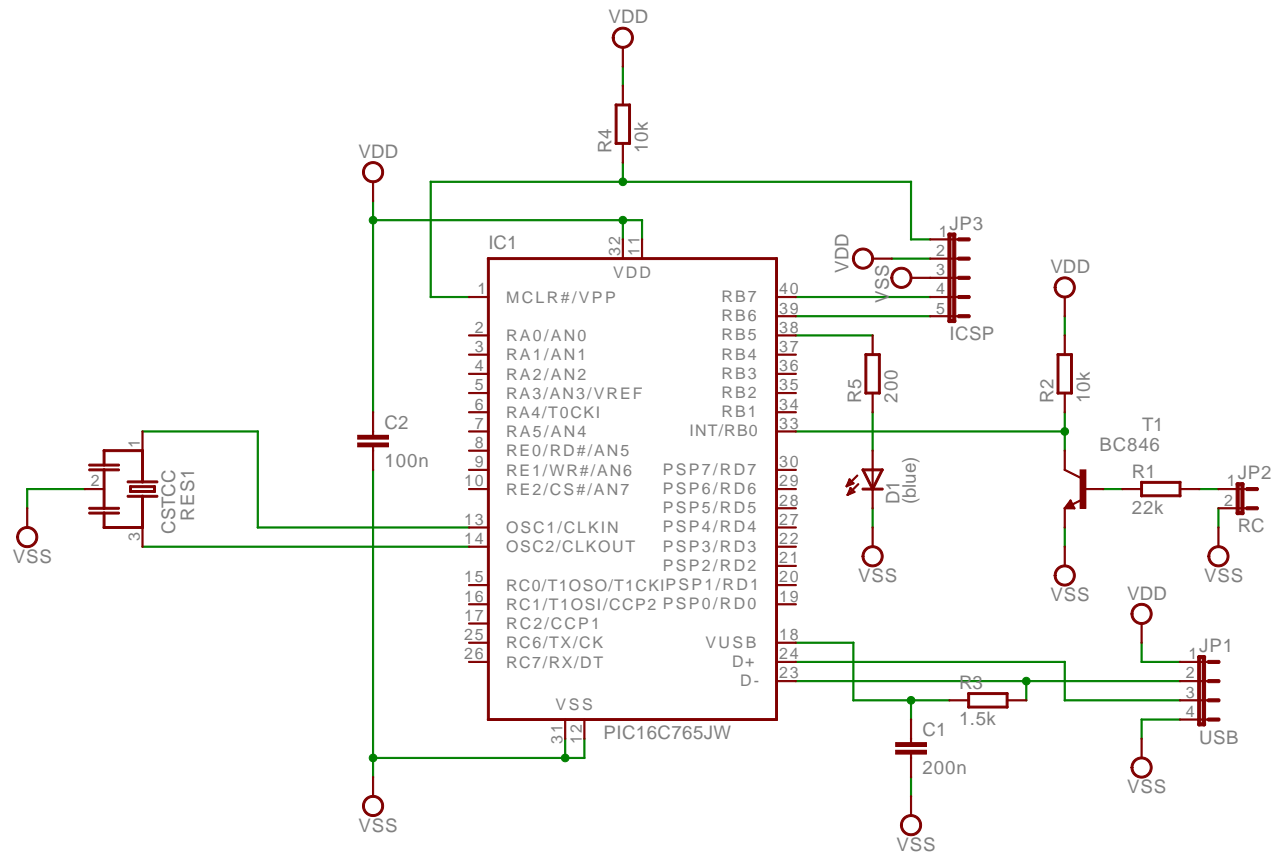 VDD
R4
10k
VDD
JP3
1
2
3
4
5
ICSP
VDD
VSS
IC1
32
11
VDD
1
MCLR#/VPP
2
RA0/AN0
3
RA1/AN1
4
RA2/AN2
5
RA3/AN3/VREF
6
RA4/T0CKI
7
RA5/AN4
8
RE0/RD#/AN5
9
RE1/WR#/AN6
10
RE2/CS#/AN7
13
OSC1/CLKIN
14
OSC2/CLKOUT
15
RC0/T1OSO/T1CKI
16
RC1/T1OSI/CCP2
17
RC2/CCP1
25
RC6/TX/CK
26
RC7/RX/DT
RB7
40
RB6
39
RB5
38
RB4
37
RB3
36
RB2
35
RB1
34
INT/RB0
33
PSP7/RD7
30
PSP6/RD6
29
PSP5/RD5
28
PSP4/RD4
27
PSP3/RD3
22
PSP2/RD2
21
PSP1/RD1
20
PSP0/RD0
19
VUSB
18
D+
24
D-
23
VSS
31
12
PIC16C765JW
C2
100n
VSS
1
2
3
CSTCC
RES1
VSS
R5
200
D1
(blue)
VSS
VDD
R2
10k
T1
BC846
VSS
R1
22k
JP2
1
2
RC
VSS
VDD
JP1
1
2
3
4
USB
VSS
R3
1.5k
C1
200n
VSS